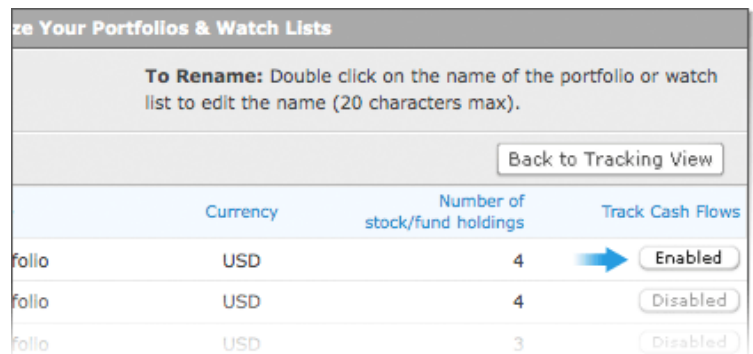 ze Your Portfolios & Watch Lists
To Rename: Double click on the name of the portfolio or watch
list to edit the name (20 characters max).
Back to Tracking View
Currency Number of stock/fund holdings Track Cash Flows
folio USD 4 Enabled
folio USD 4 Disabled
folio USD 3 Disabled